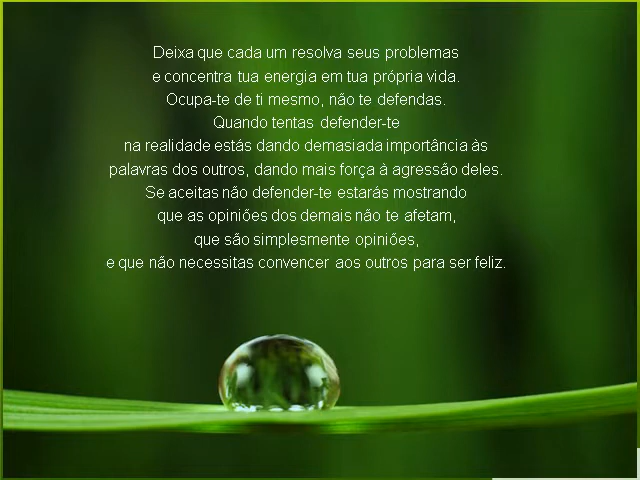 Deixa que cada um resolva seus problemas
e concentra tua energia em tua própria vida.
Ocupa-te de ti mesmo, não te defendas.
Quando tentas defender-te
na realidade estás dando demasiada importância às
palavras dos outros, dando mais força à agressão deles.
Se aceitas não defender-te estarás mostrando
que as opiniões dos demais não te afetam,
que são simplesmente opiniões,
e que não necessitas convencer aos outros para ser feliz.